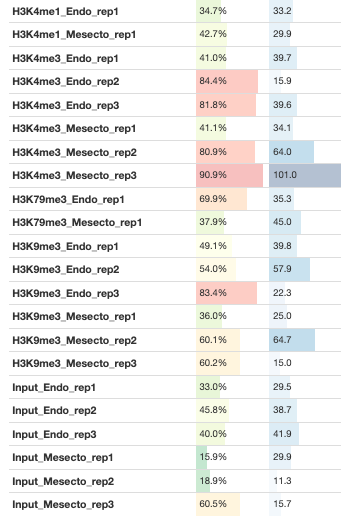 H3K4me1_Endo_rep1 34.7% 33.2
H3K4me1_Mesecto_rep1 42.7% 29.9
H3K4me3_Endo_rep1 41.0% 39.7
H3K4me3_Endo_rep2 84.4% 15.9
H3K4me3_Endo_rep3 81.8% 39.6
H3K4me3_Mesecto_rep1 41.1% 34.1
H3K4me3_Mesecto_rep2 80.9% 64.0
H3K4me3_Mesecto_rep3 90.9% 101.0
H3K79me3_Endo_rep1 69.9% 35.3
H3K79me3_Mesecto_rep1 37.9% 45.0
H3K9me3_Endo_rep1 49.1% 39.8
H3K9me3_Endo_rep2 54.0% 57.9
H3K9me3_Endo_rep3 83.4% 22.3
H3K9me3_Mesecto_rep1 36.0% 25.0
H3K9me3_Mesecto_rep2 60.1% 64.7
H3K9me3_Mesecto_rep3 60.2% 15.0
Input_Endo_rep1 33.0% 29.5
Input_Endo_rep2 45.8% 38.7
Input_Endo_rep3 40.0% 41.9
Input_Mesecto_rep1 15.9% 29.9
Input_Mesecto_rep2 18.9% 11.3
Input_Mesecto_rep3 60.5% 15.7